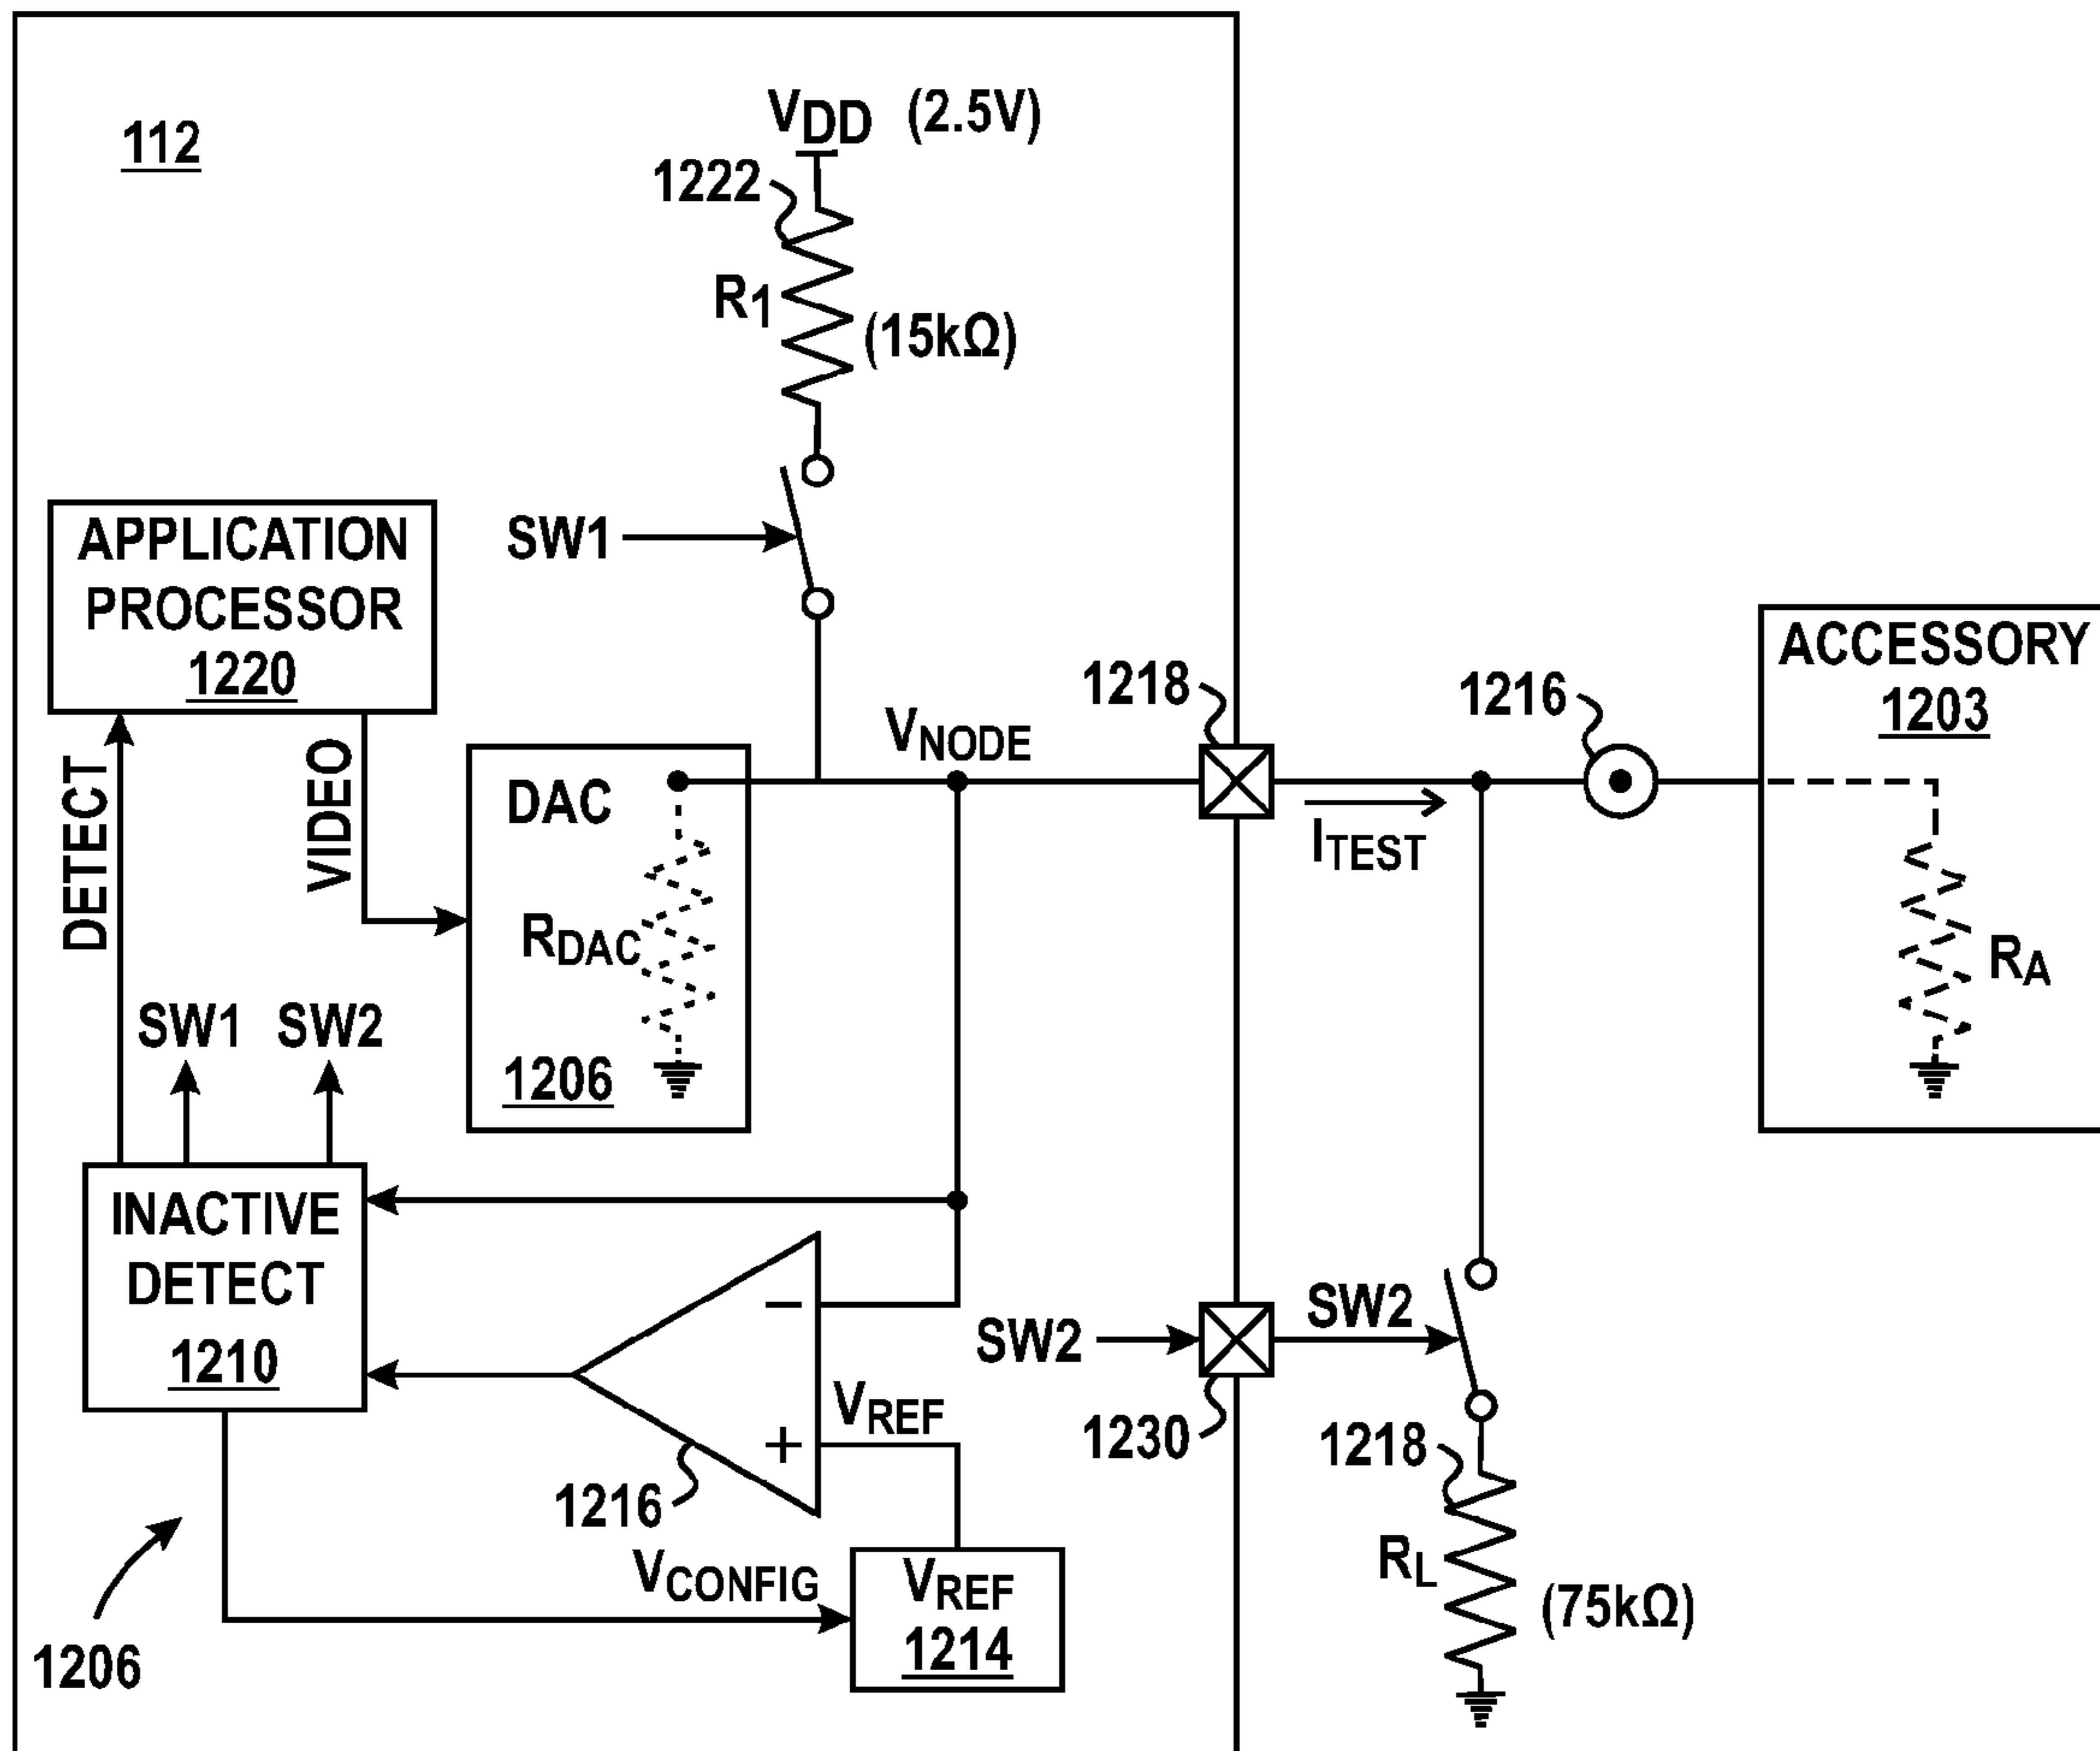 112
VDD (2.5V)
1222
R1
(15kΩ)
SW1
APPLICATION
PROCESSOR
1220
DETECT
VIDEO
DAC
RDAC
1206
VNODE
1218
ITEST
1216
ACCESSORY
1203
RA
SW1
SW2
INACTIVE
DETECT
1210
−
+
VREF
1216
VCONFIG
VREF
1214
1206
SW2
1230
SW2
1218
RL
(75kΩ)